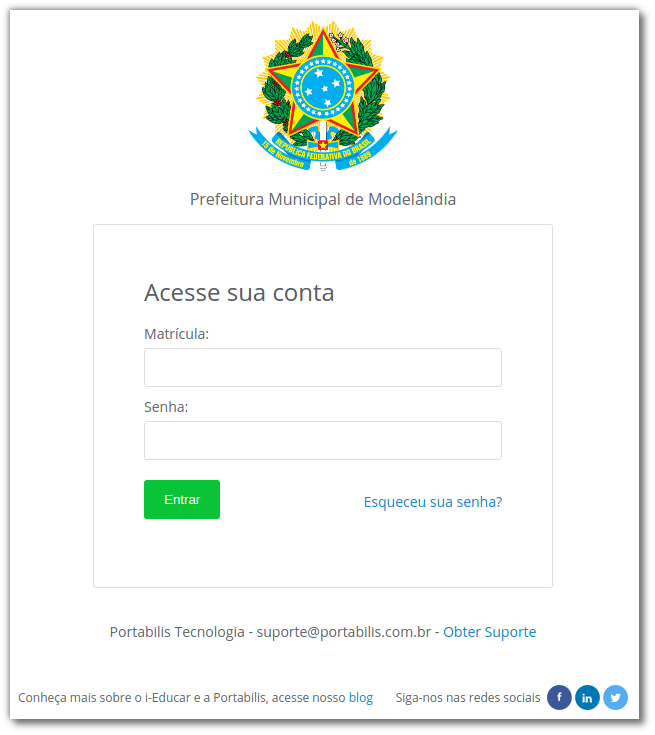 REPUBLICA FEDERATIVA DO BRASIL
15 de Novembro de 1889
Prefeitura Municipal de Modelândia
Acesse sua conta
Matrícula:
Senha:
Entrar Esqueceu sua senha?
Portabilis Tecnologia - suporte@portabilis.com.br - Obter Suporte
Conheça mais sobre o i-Educar e a Portabilis, acesse nosso blog Siga-nos nas redes sociais f in